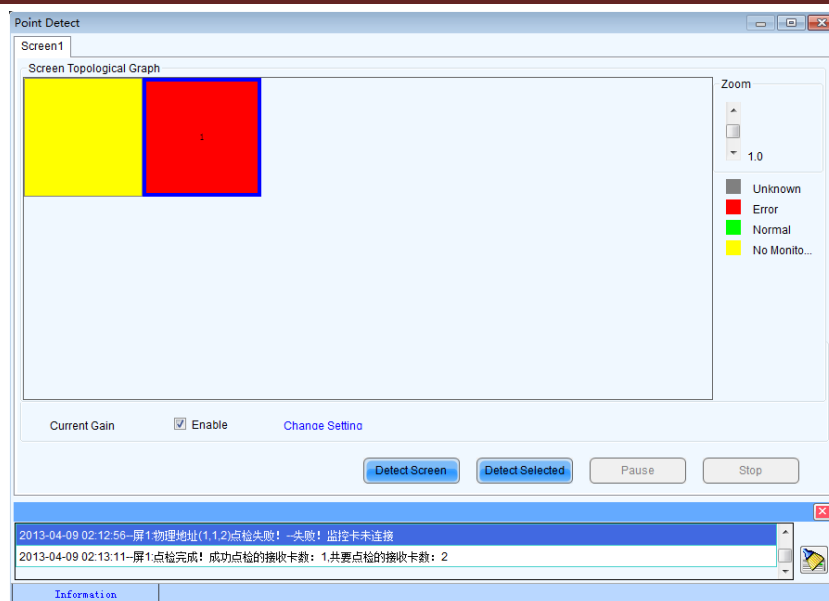 Point Detect
Screen1
Screen Topological Graph
1
Zoom
1.0
Unknown
Error
Normal
No Monito...
Current Gain
Enable
Change Setting
Detect Screen
Detect Selected
Pause
Stop
2013-04-09 02:12:56--屏1:物理地址(1,1,2)点检失败！--失败！监控卡未连接
2013-04-09 02:13:11--屏1:点检完成！成功点检的接收卡数：1,共要点检的接收卡数：2
Information